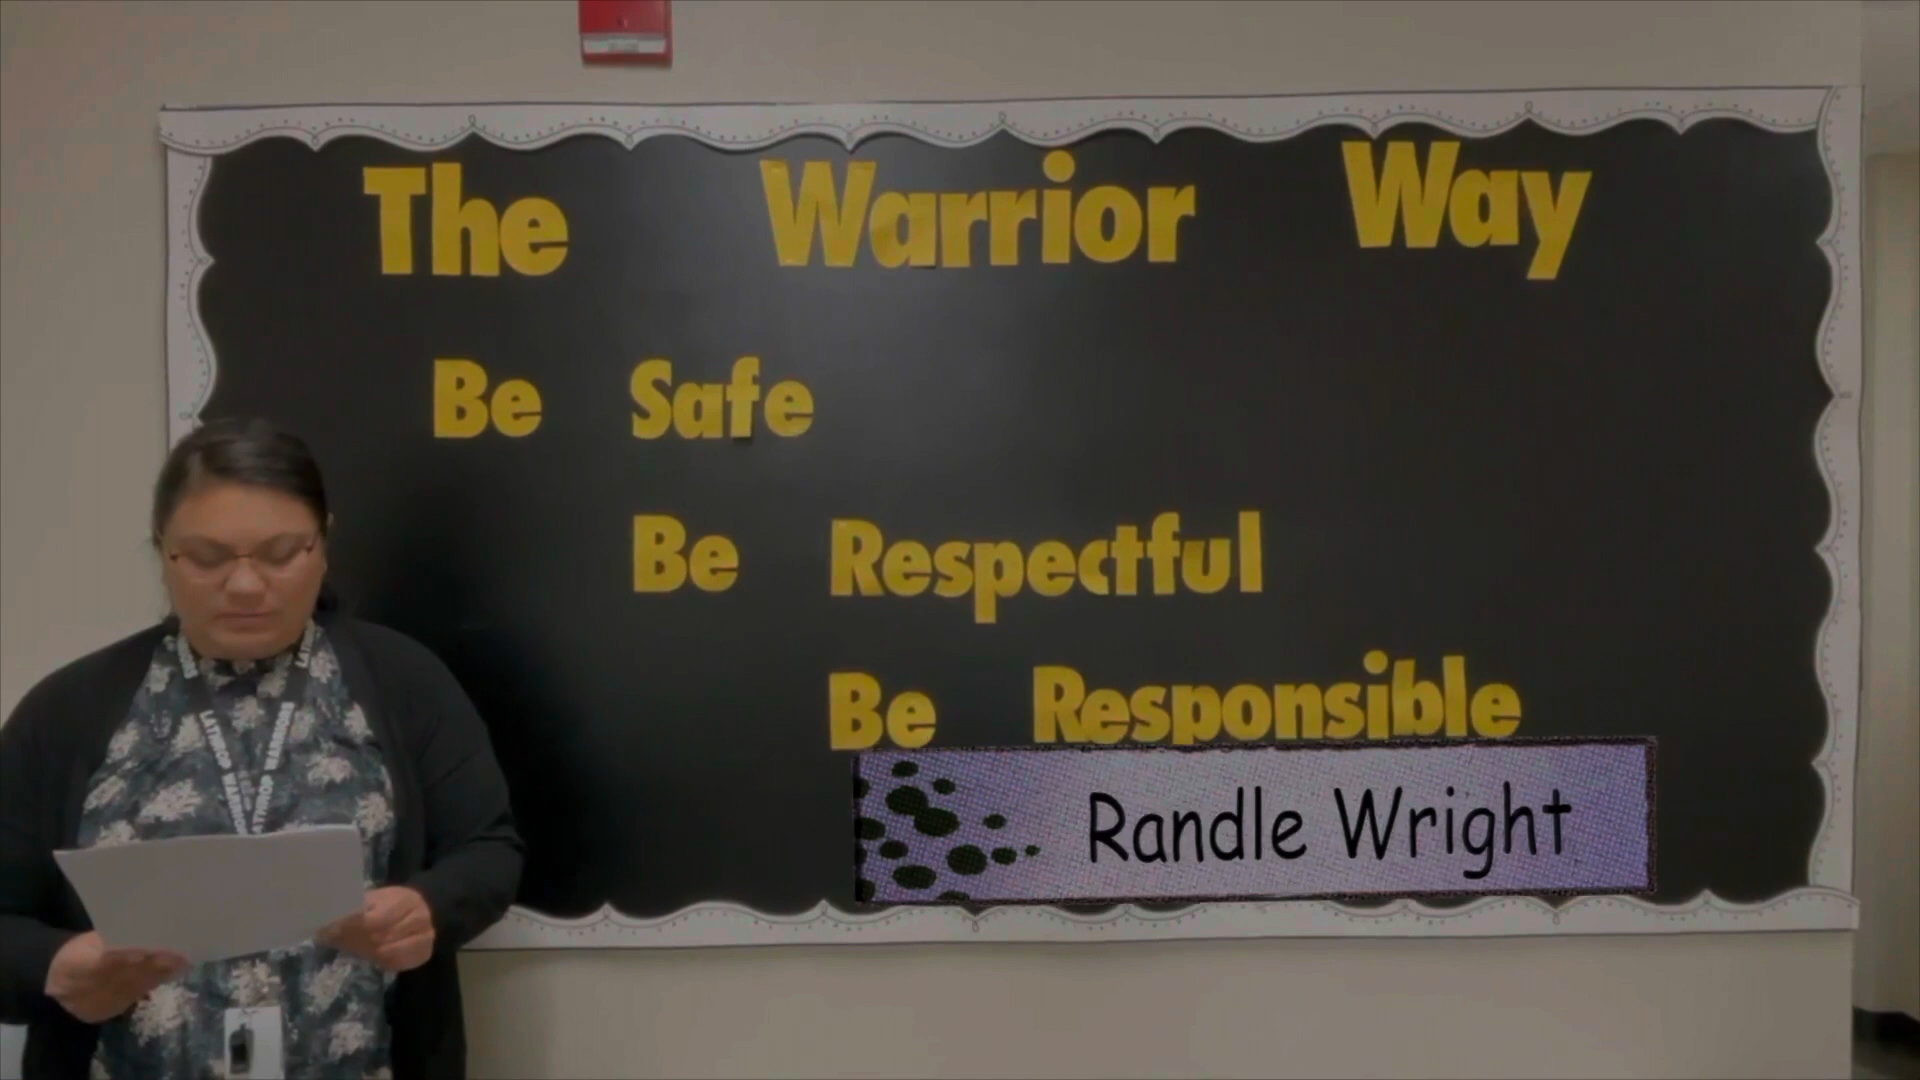 The Warrior Way
Be Safe
Be Respectful
Be Responsible
Randle Wright